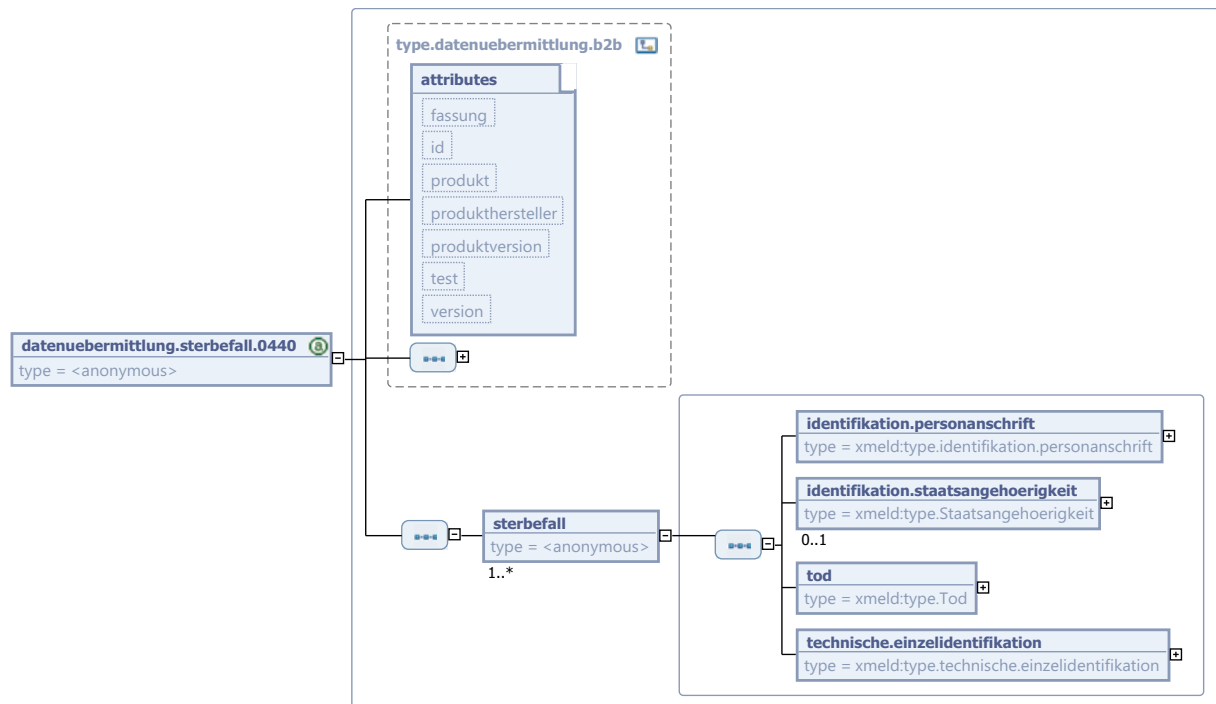 type.datenuebermittlung.b2b
attributes
fassung
id
produkt
produkthersteller
produktversion
test
version
datenuebermittlung.sterbefall.0440
type = <anonymous>
identifikation.personanschrift
type = xmeld:type.identifikation.personanschrift
identifikation.staatsangehoerigkeit
type = xmeld:type.Staatsangehoerigkeit
0..1
sterbefall
type = <anonymous>
1..*
tod
type = xmeld:type.Tod
technische.einzelidentifikation
type = xmeld:type.technische.einzelidentifikation